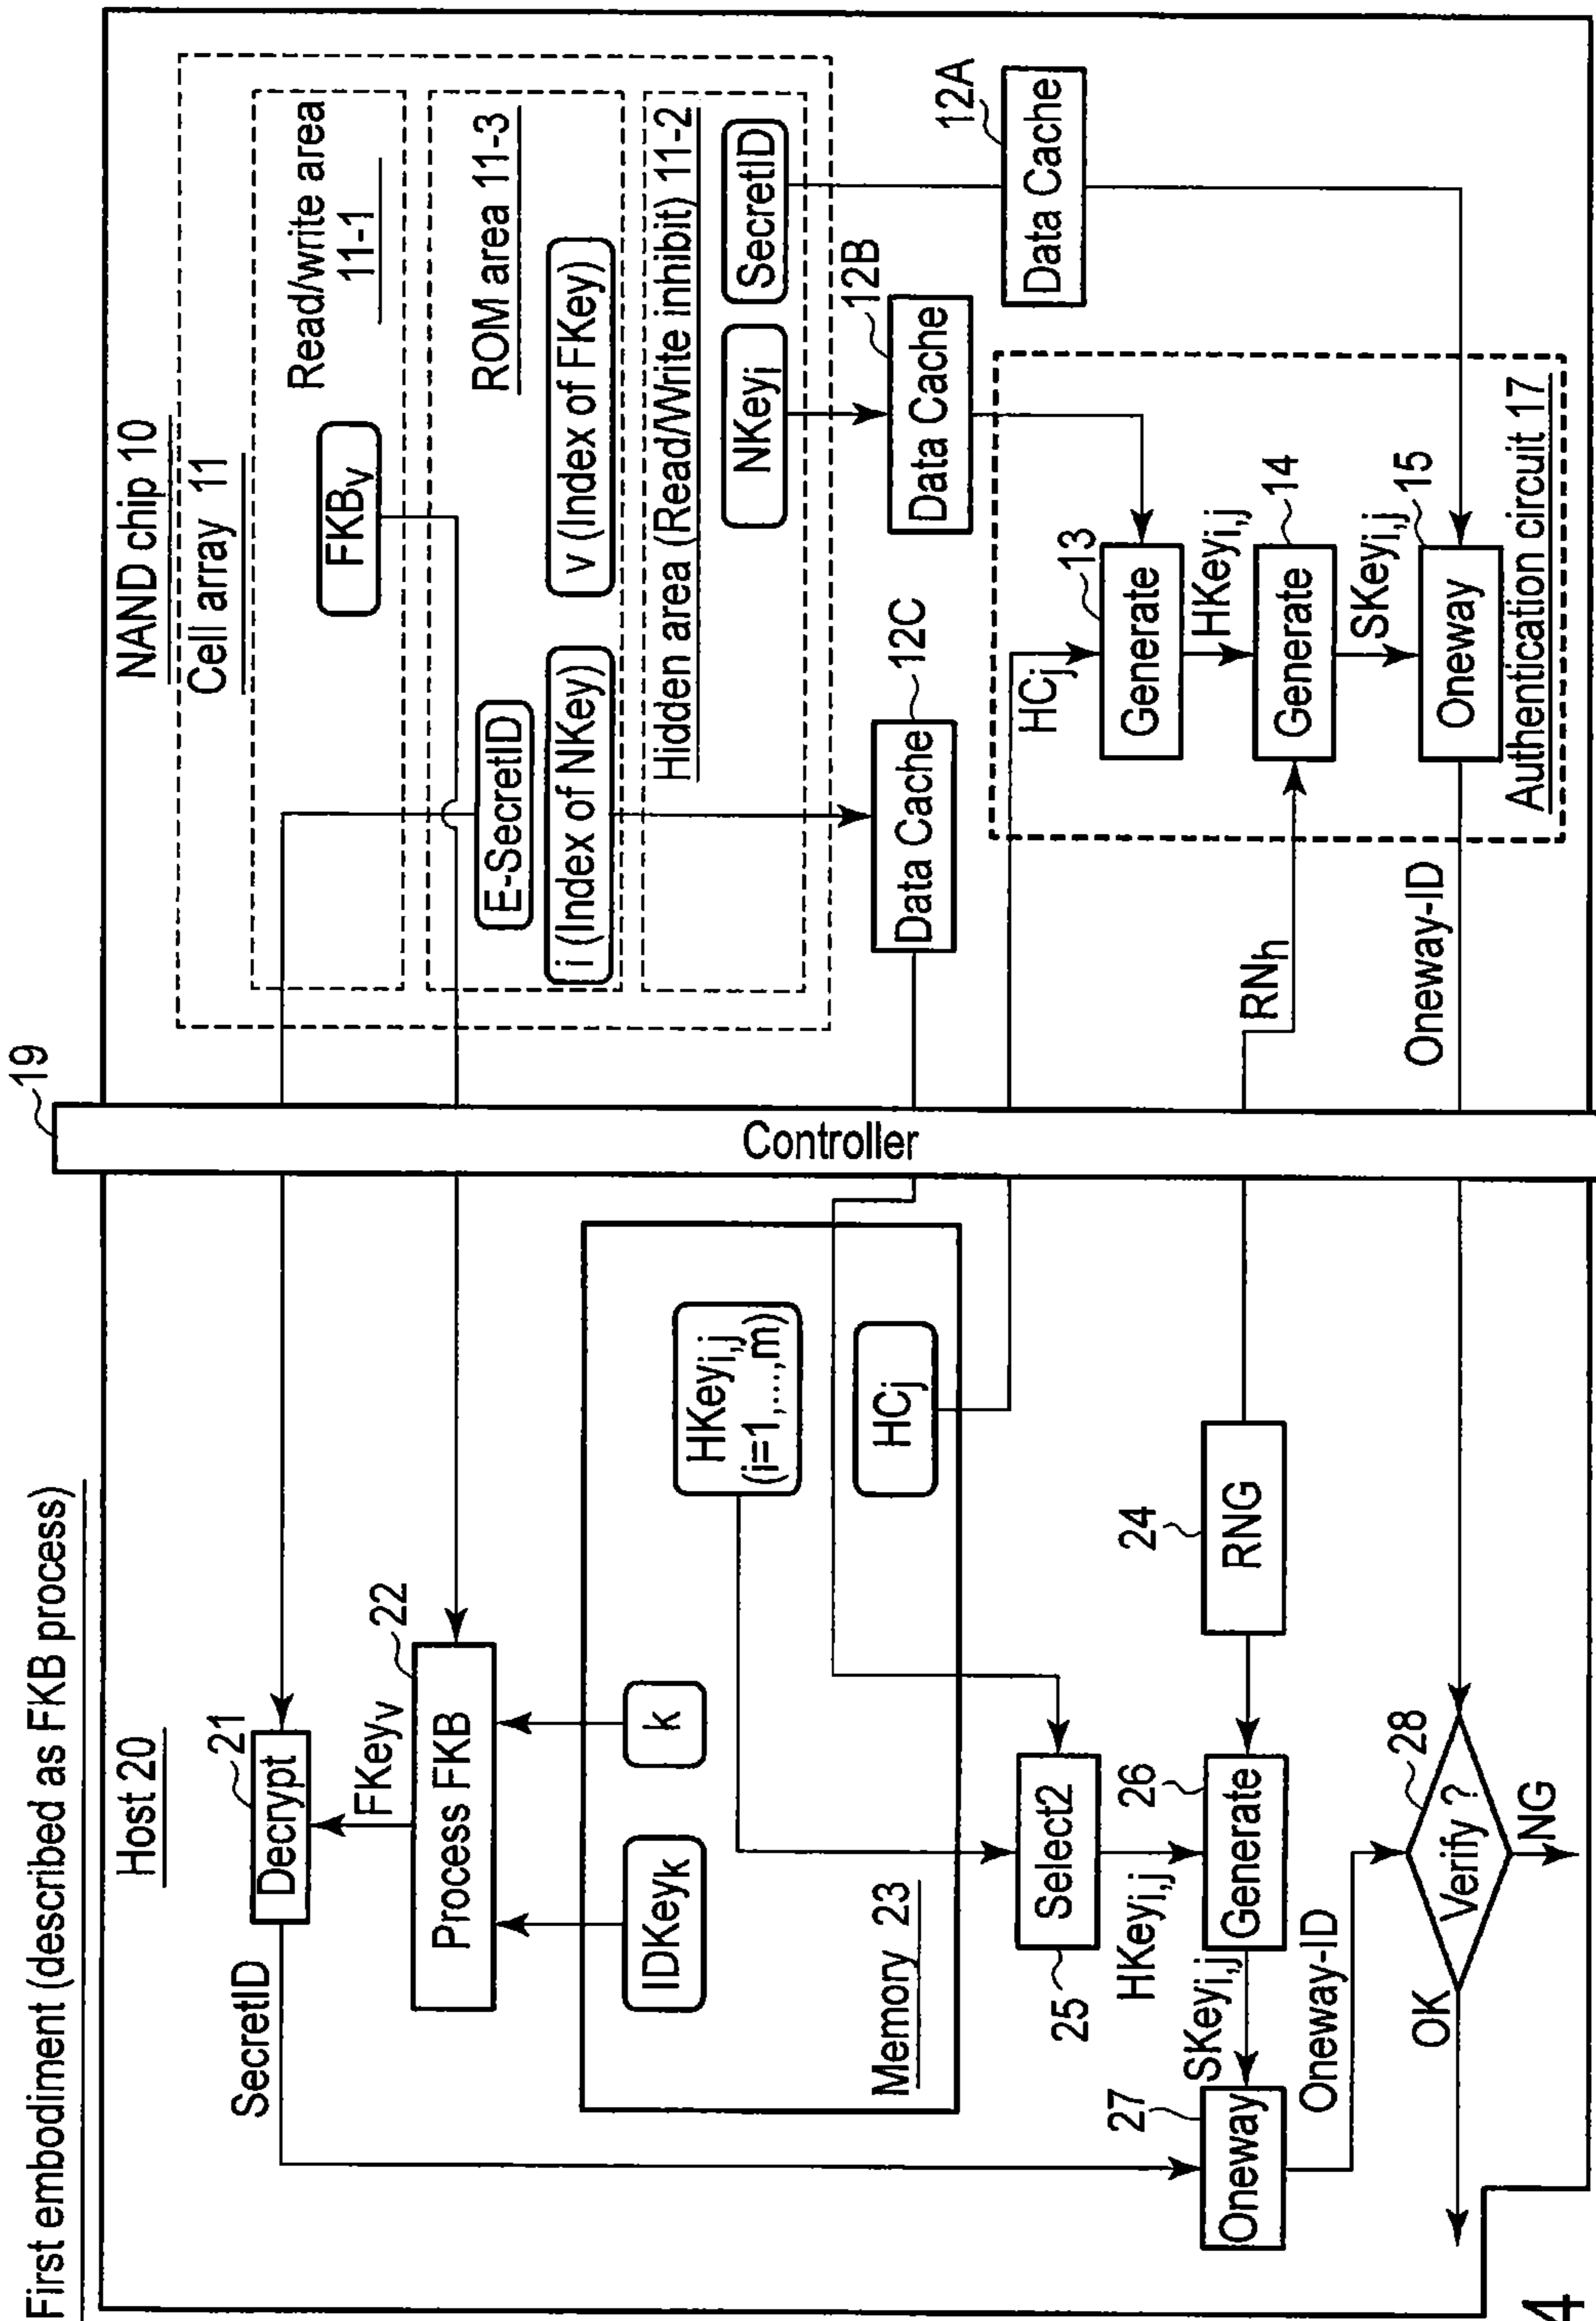 First embodiment (described as FKB process)
Host 20
21
Decrypt
SecretID
FKeyv
22
Process FKB
IDKeyk
k
Memory 23
HKeyi,j
(i=1,...,m)
HCj
Select2
25
HKeyi,j
24
RNG
26
Generate
SKeyi,j
27
Oneway
Oneway-ID
28
Verify ?
OK
NG
19
Controller
NAND chip 10
Cell array 11
Read/write area
11-1
FKBv
ROM area 11-3
E-SecretID
i (Index of NKey)
v (Index of FKey)
Hidden area (Read/Write inhibit) 11-2
NKeyi
SecretID
12C
Data Cache
12B
Data Cache
12A
Data Cache
HCj
13
Generate
HKeyi,j
RNh
14
Generate
SKeyi,j
15
Oneway
Oneway-ID
Authentication circuit 17
4